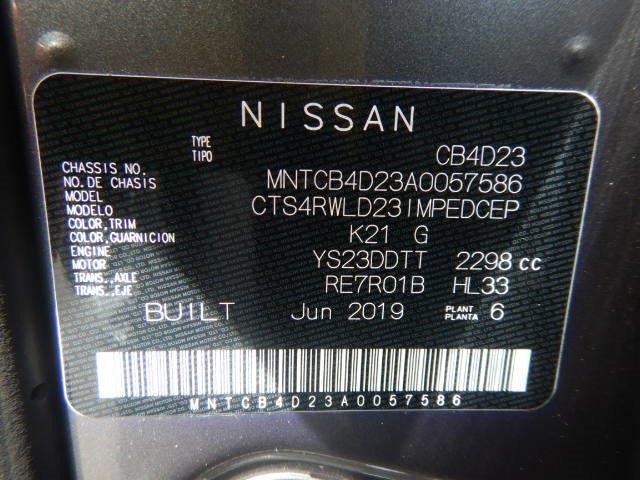 NISSAN
TYPE
TIPO CB4D23
CHASSIS NO.
NO.DE CHASIS MNTCB4D23A0057586
MODEL
MODELO CTS4RWLD23IMPEDCEP
COLOR,TRIM
COLOR,GUARNICION K21 G
ENGINE
MOTOR YS23DDTT 2298 CC
TRANS.,AXLE
TRANS.,EJE RE7R01B HL33
BUILT Jun 2019 PLANT
PLANTA 6
MNTCB4D23A0057586